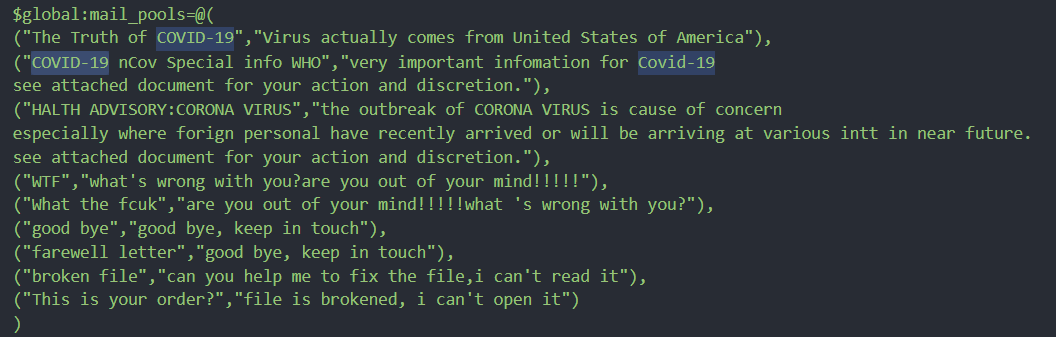 $global:mail_pools=@(
("The Truth of COVID-19","Virus actually comes from United States of America"),
("COVID-19 nCov Special info WHO","very important infomation for Covid-19
see attached document for your action and discretion."),
("HALTH ADVISORY:CORONA VIRUS","the outbreak of CORONA VIRUS is cause of concern
especially where forign personal have recently arrived or will be arriving at various intt in near future.
see attached document for your action and discretion."),
("WTF","what's wrong with you?are you out of your mind!!!!!"),
("What the fcuk","are you out of your mind!!!!!what 's wrong with you?"),
("good bye","good bye, keep in touch"),
("farewell letter","good bye, keep in touch"),
("broken file","can you help me to fix the file,i can't read it"),
("This is your order?","file is brokened, i can't open it")
)